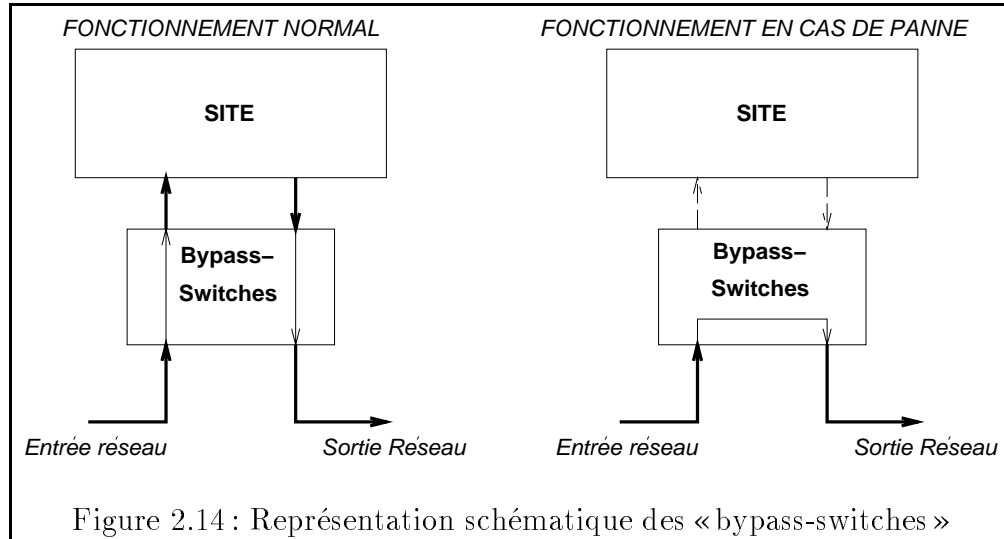 FONCTIONNEMENT NORMAL
SITE
Bypass−
Switches
Entrée réseau
Sortie Réseau
FONCTIONNEMENT EN CAS DE PANNE
SITE
Bypass−
Switches
Entrée réseau
Sortie Réseau
Figure 2.14 : Représentation schématique des « bypass-switches »